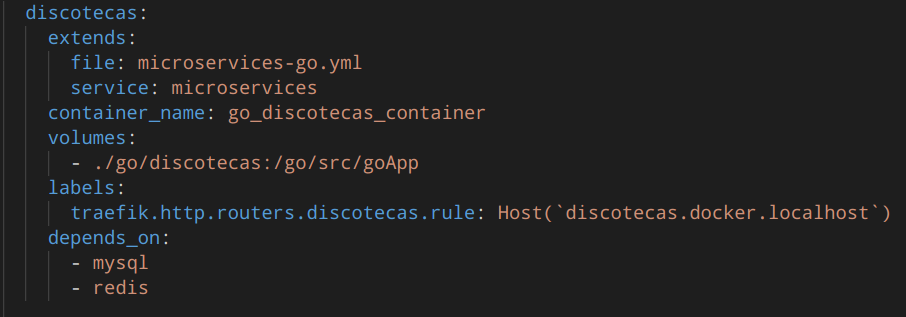 discotecas:
extends:
file: microservices-go.yml
service: microservices
container_name: go_discotecas_container
volumes:
- ./go/discotecas:/go/src/goApp
labels:
traefik.http.routers.discotecas.rule: Host(`discotecas.docker.localhost`)
depends_on:
- mysql
- redis